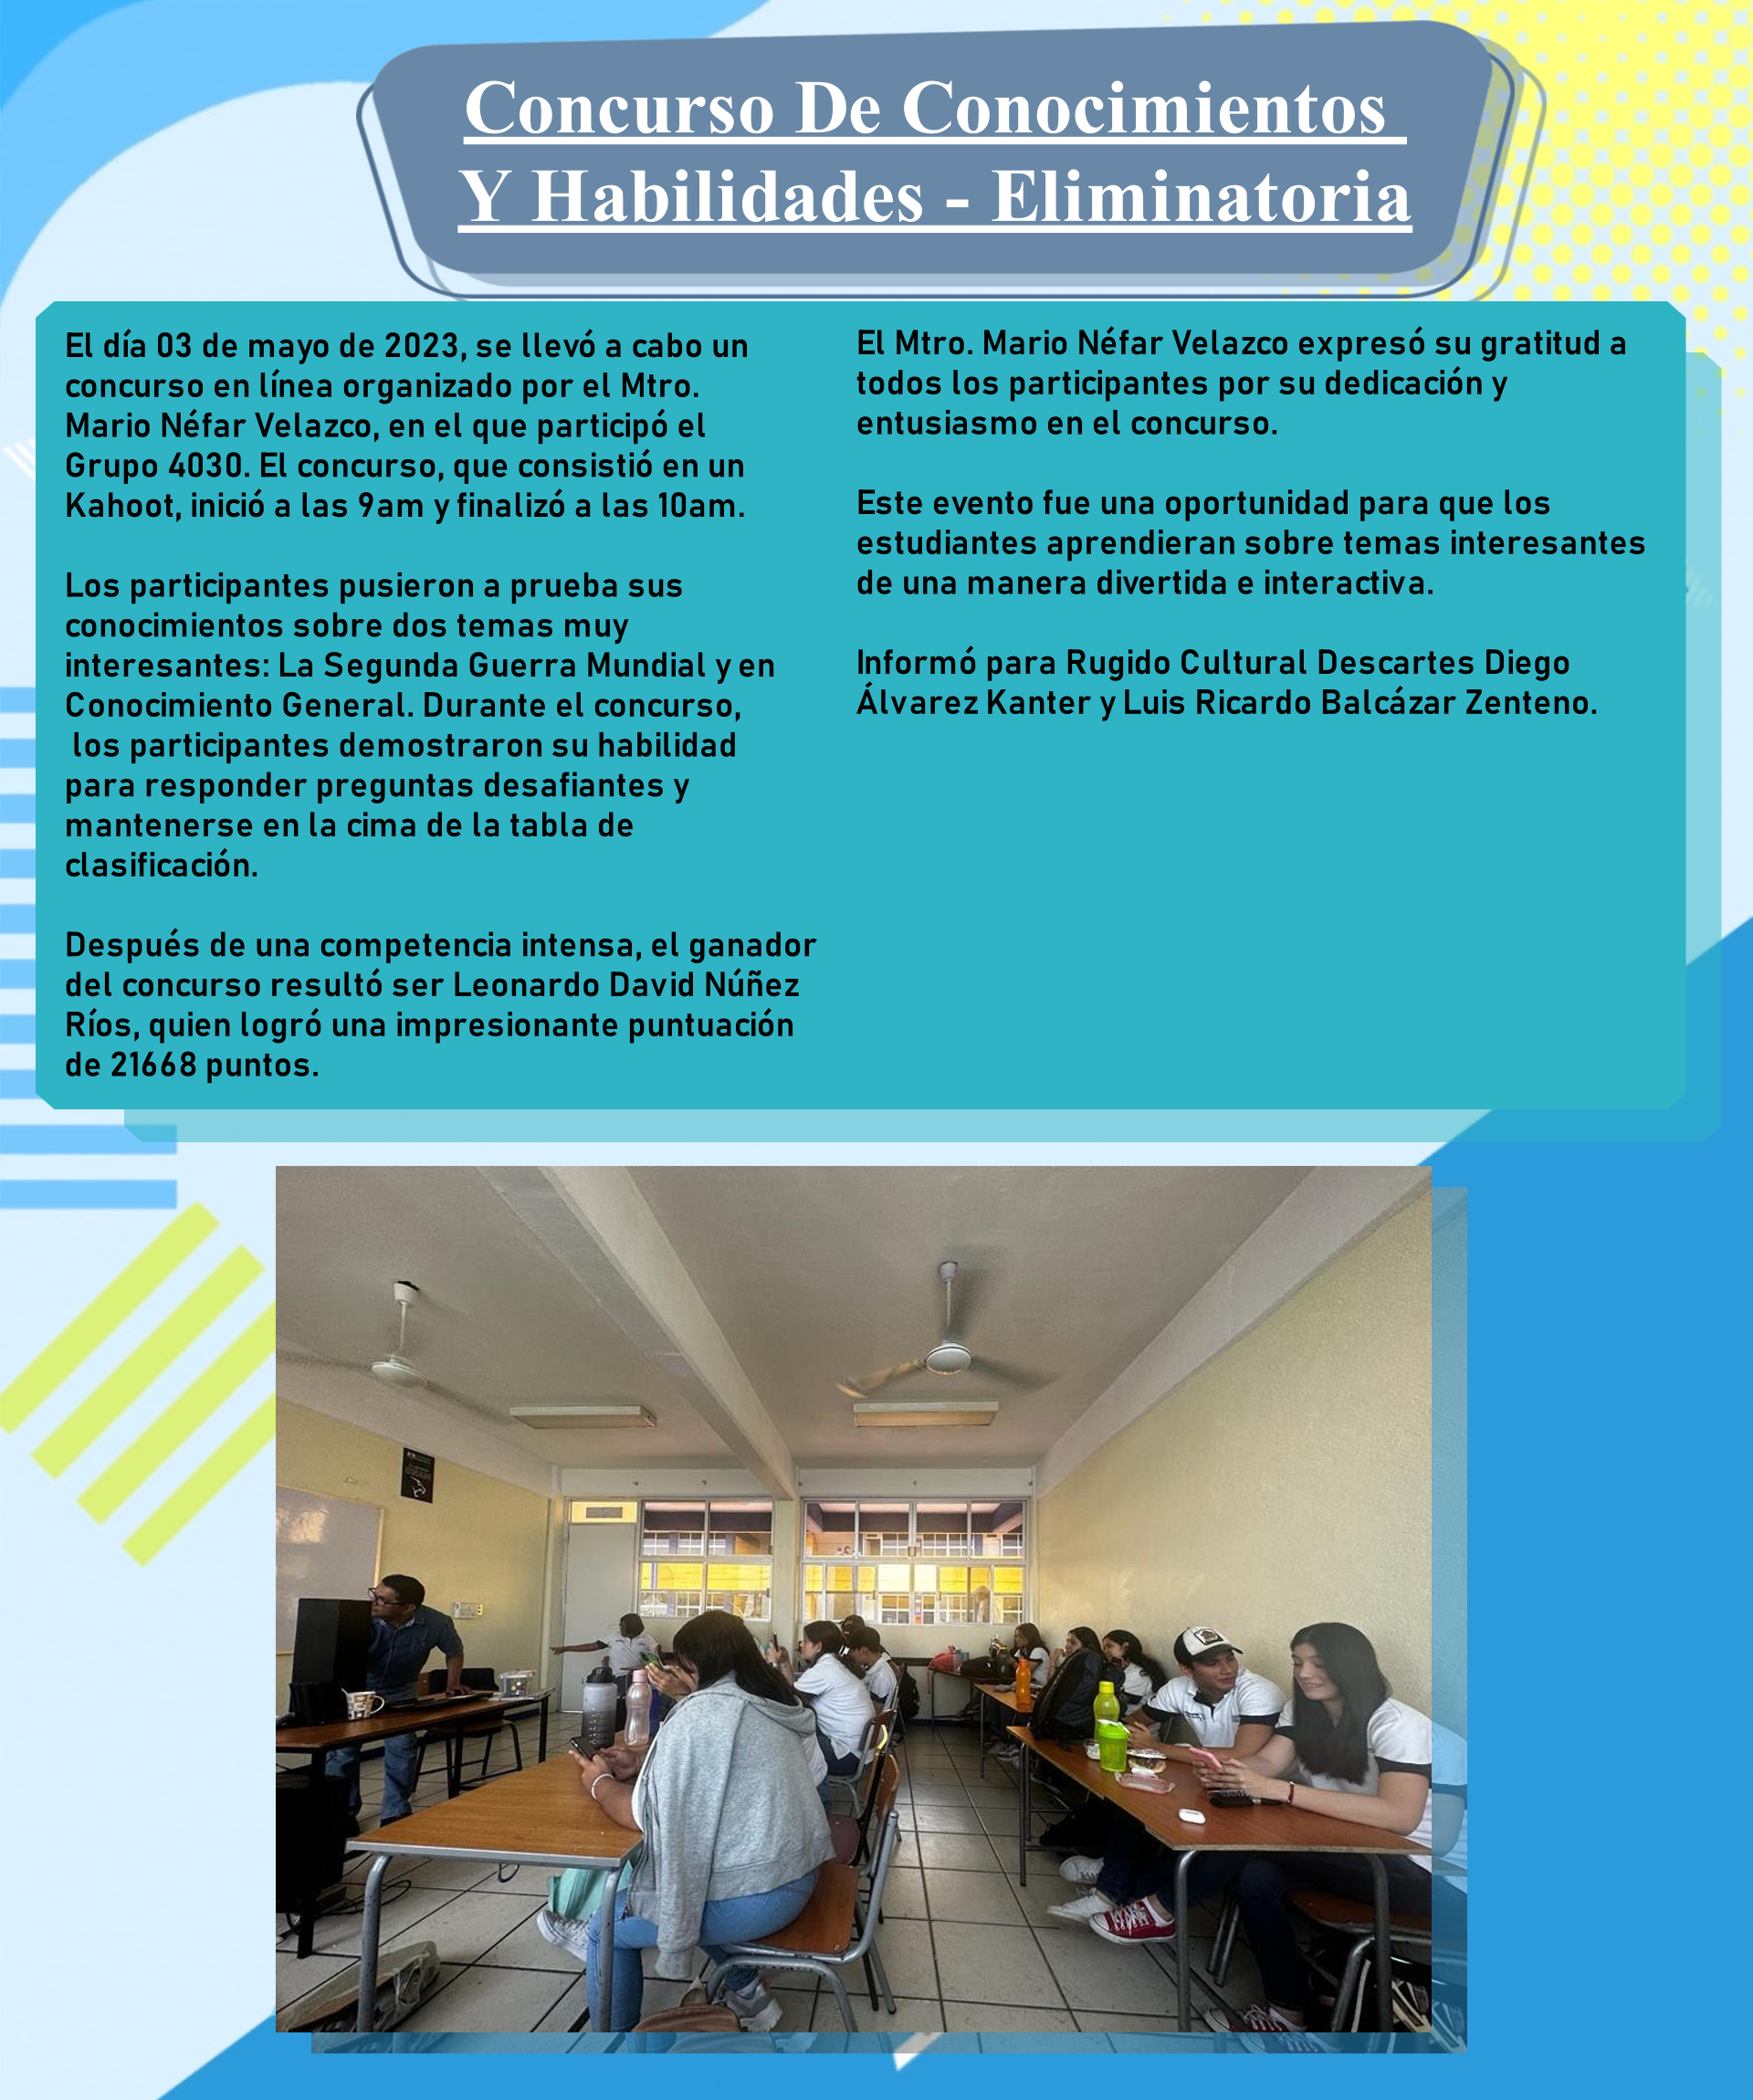 Concurso De Conocimientos
Y Habilidades - Eliminatoria
El día 03 de mayo de 2023, se llevó a cabo un
concurso en línea organizado por el Mtro.
Mario Néfar Velazco, en el que participó el
Grupo 4030. El concurso, que consistió en un
Kahoot, inició a las 9am y finalizó a las 10am.
Los participantes pusieron a prueba sus
conocimientos sobre dos temas muy
interesantes: La Segunda Guerra Mundial y en
Conocimiento General. Durante el concurso,
los participantes demostraron su habilidad
para responder preguntas desafiantes y
mantenerse en la cima de la tabla de
clasificación.
Después de una competencia intensa, el ganador
del concurso resultó ser Leonardo David Núñez
Ríos, quien logró una impresionante puntuación
de 21668 puntos.
El Mtro. Mario Néfar Velazco expresó su gratitud a
todos los participantes por su dedicación y
entusiasmo en el concurso.
Este evento fue una oportunidad para que los
estudiantes aprendieran sobre temas interesantes
de una manera divertida e interactiva.
Informó para Rugido Cultural Descartes Diego
Álvarez Kanter y Luis Ricardo Balcázar Zenteno.